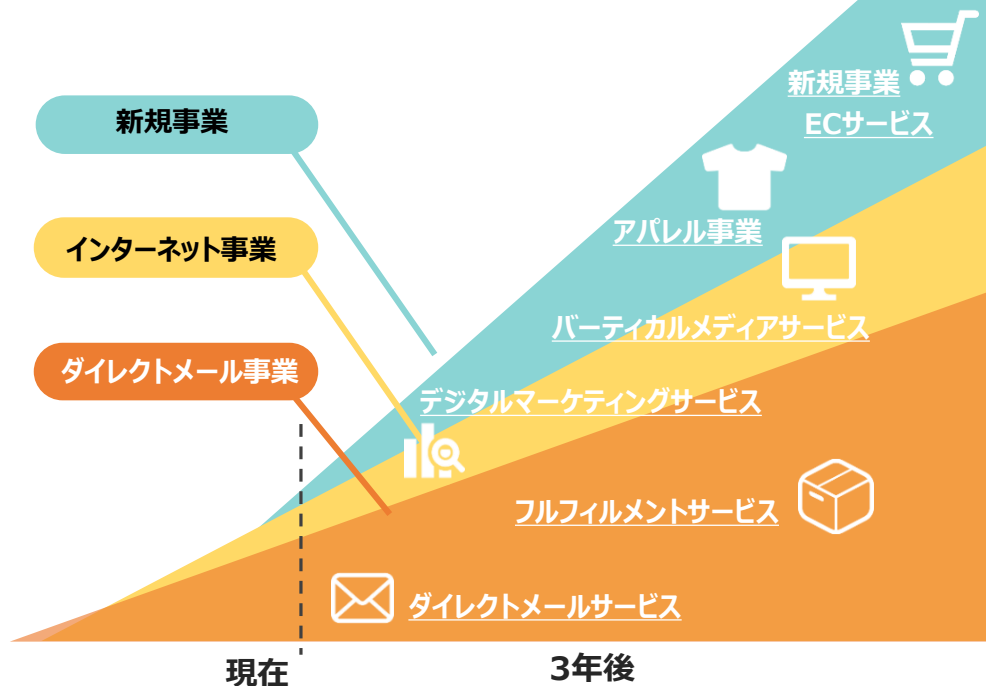 新規事業
ECサービス
新規事業
アパレル事業
インターネット事業
バーティカルメディアサービス
ダイレクトメール事業
デジタルマーケティングサービス
フルフィルメントサービス
ダイレクトメールサービス
現在
3年後